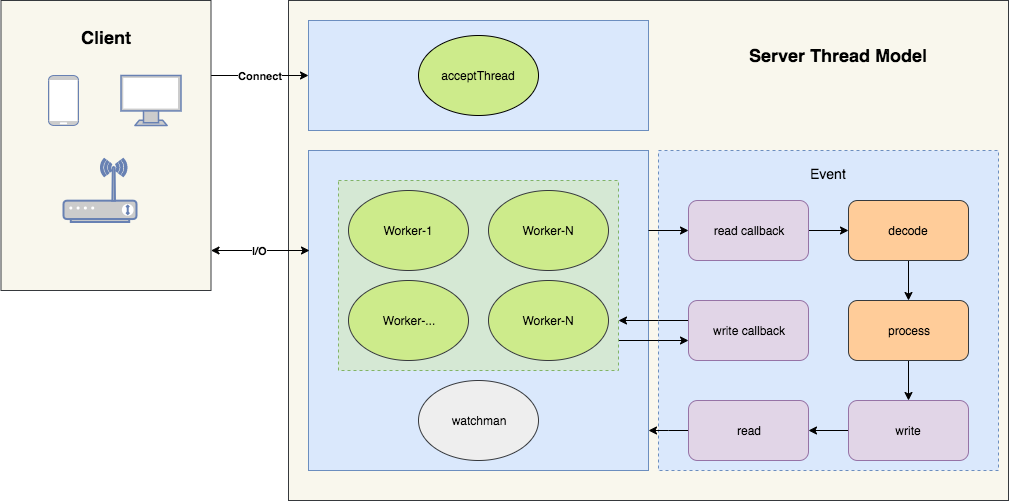 Client
Server Thread Model
Connect
acceptThread
I/O
Worker-1
Worker-N
Worker-...
Worker-N
watchman
Event
read callback
decode
write callback
process
read
write